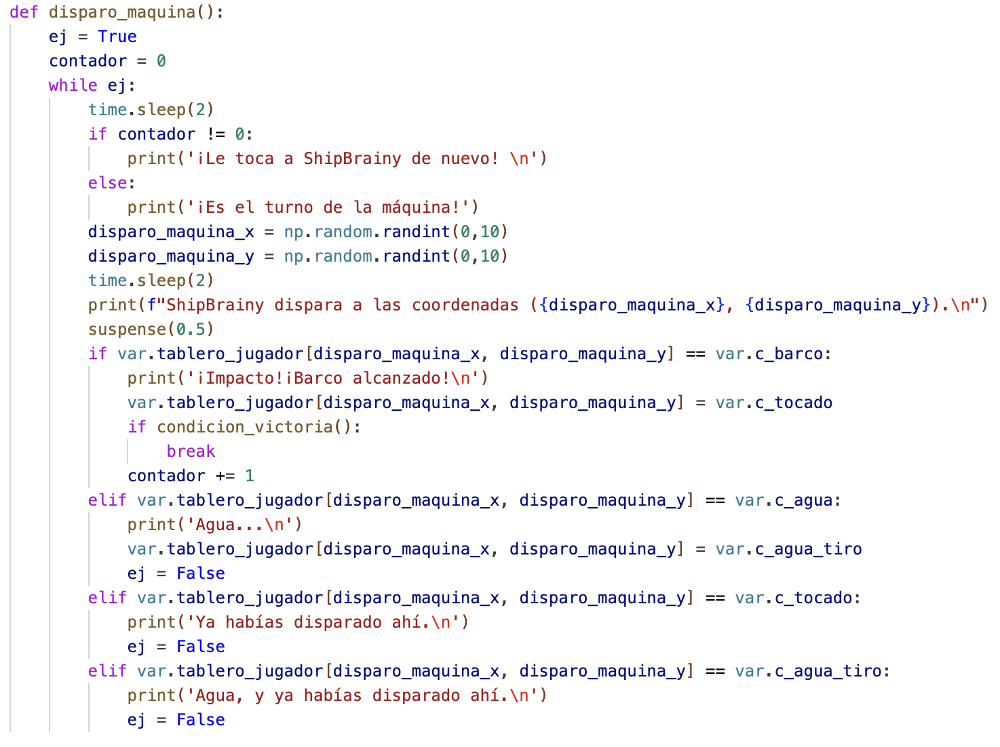 def disparo_maquina():
    ej = True
    contador = 0
    while ej:
        time.sleep(2)
        if contador != 0:
            print('¡Le toca a ShipBrainy de nuevo! \n')
        else:
            print('¡Es el turno de la máquina!')
        disparo_maquina_x = np.random.randint(0,10)
        disparo_maquina_y = np.random.randint(0,10)
        time.sleep(2)
        print(f"ShipBrainy dispara a las coordenadas ({disparo_maquina_x}, {disparo_maquina_y}).\n")
        suspense(0.5)
        if var.tablero_jugador[disparo_maquina_x, disparo_maquina_y] == var.c_barco:
            print('¡Impacto!¡Barco alcanzado!\n')
            var.tablero_jugador[disparo_maquina_x, disparo_maquina_y] = var.c_tocado
            if condicion_victoria():
                break
            contador += 1
        elif var.tablero_jugador[disparo_maquina_x, disparo_maquina_y] == var.c_agua:
            print('Agua...\n')
            var.tablero_jugador[disparo_maquina_x, disparo_maquina_y] = var.c_agua_tiro
            ej = False
        elif var.tablero_jugador[disparo_maquina_x, disparo_maquina_y] == var.c_tocado:
            print('Ya habías disparado ahí.\n')
            ej = False
        elif var.tablero_jugador[disparo_maquina_x, disparo_maquina_y] == var.c_agua_tiro:
            print('Agua, y ya habías disparado ahí.\n')
            ej = False